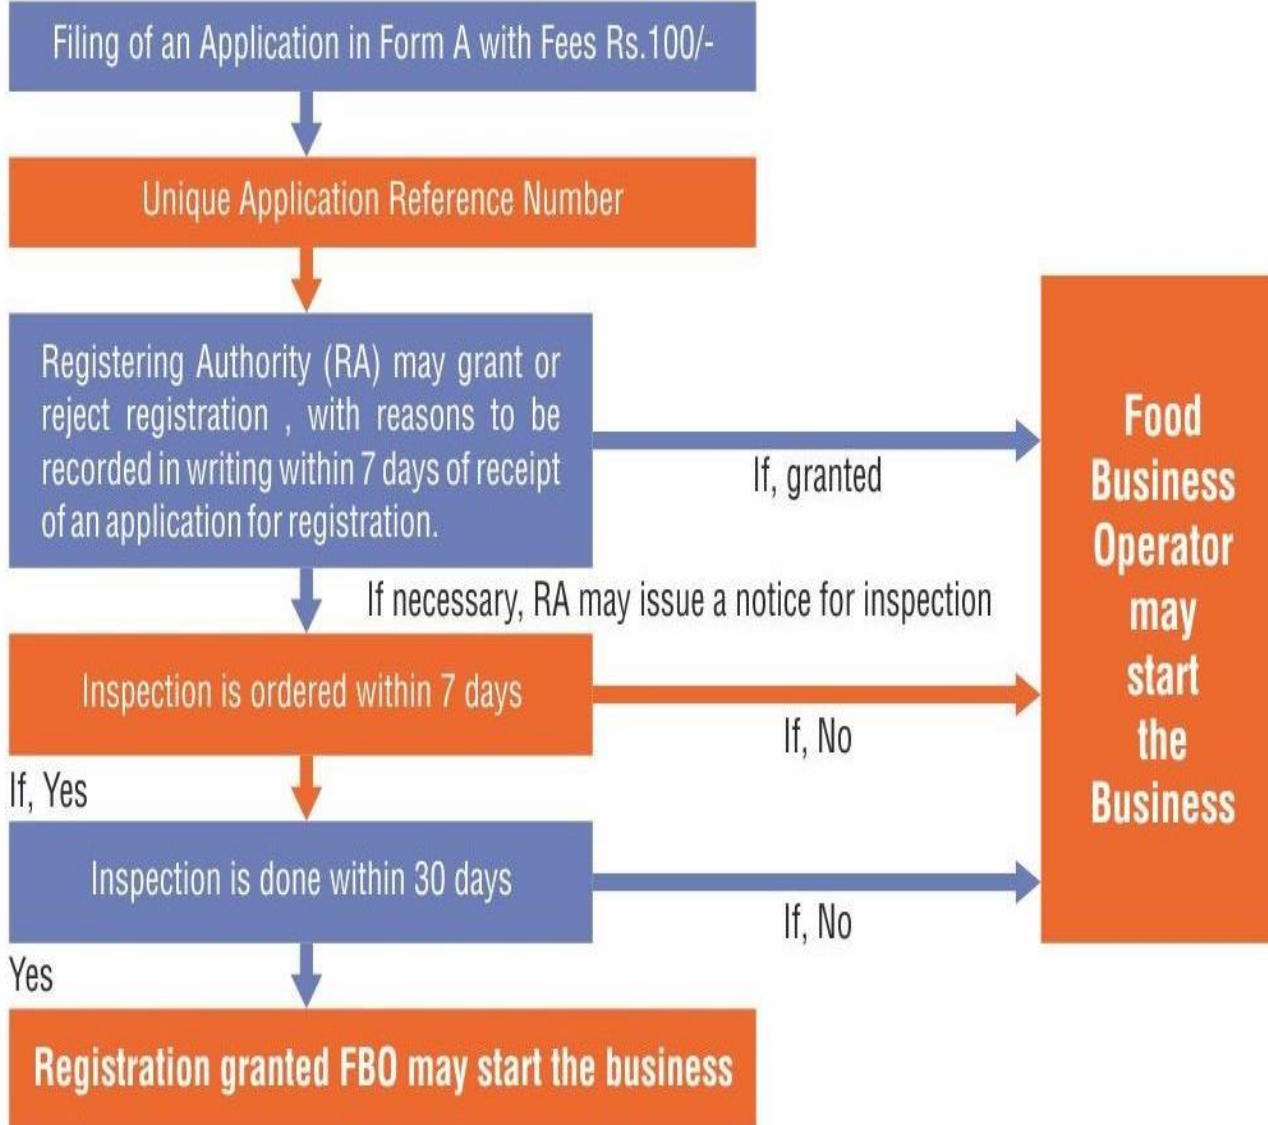 Filing of an Application in Form A with Fees Rs.100/-
Unique Application Reference Number
Registering Authority (RA) may grant or
reject registration , with reasons to be
recorded in writing within 7 days of receipt
of an application for registration.
If, granted
If necessary, RA may issue a notice for inspection
Inspection is ordered within 7 days
If, No
If, Yes
Inspection is done within 30 days
If, No
Yes
Registration granted FBO may start the business
Food
Business
Operator
may
start
the
Business